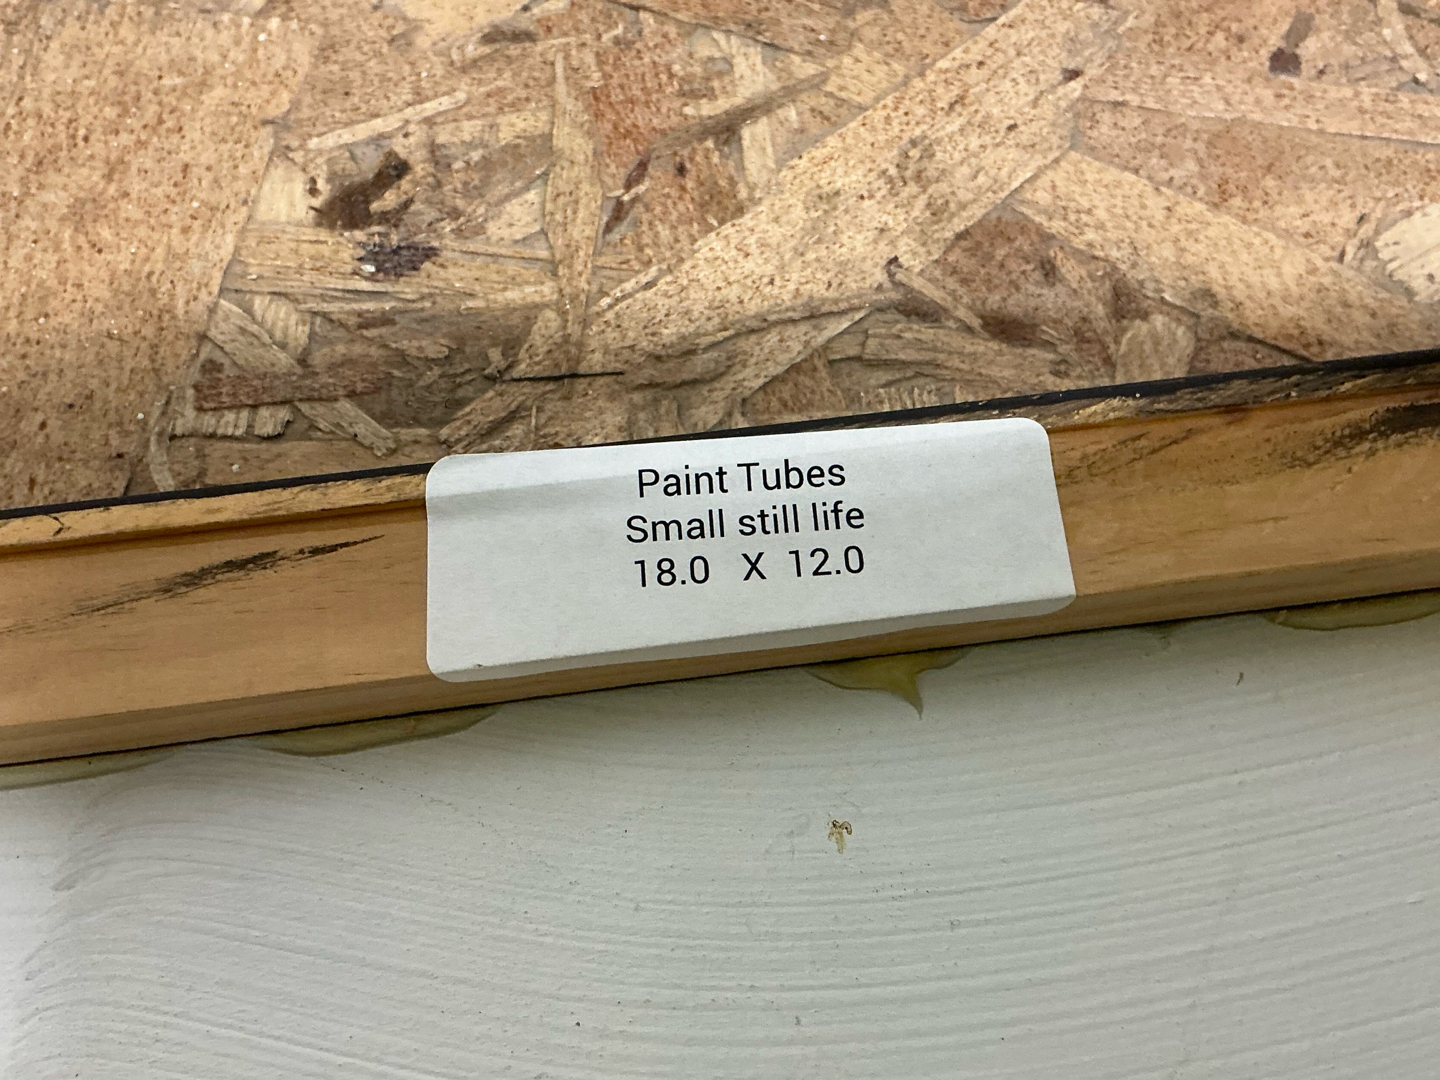 Paint Tubes
Small still life
18.0 X 12.0